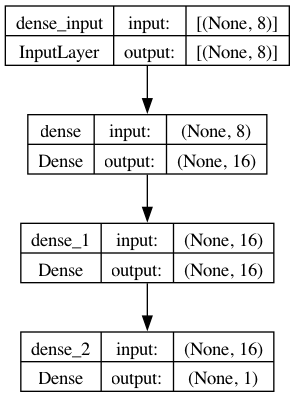 dense_input input: [(None, 8)]
InputLayer output: [(None, 8)]
dense input: (None, 8)
Dense output: (None, 16)
dense_1 input: (None, 16)
Dense output: (None, 16)
dense_2 input: (None, 16)
Dense output: (None, 1)